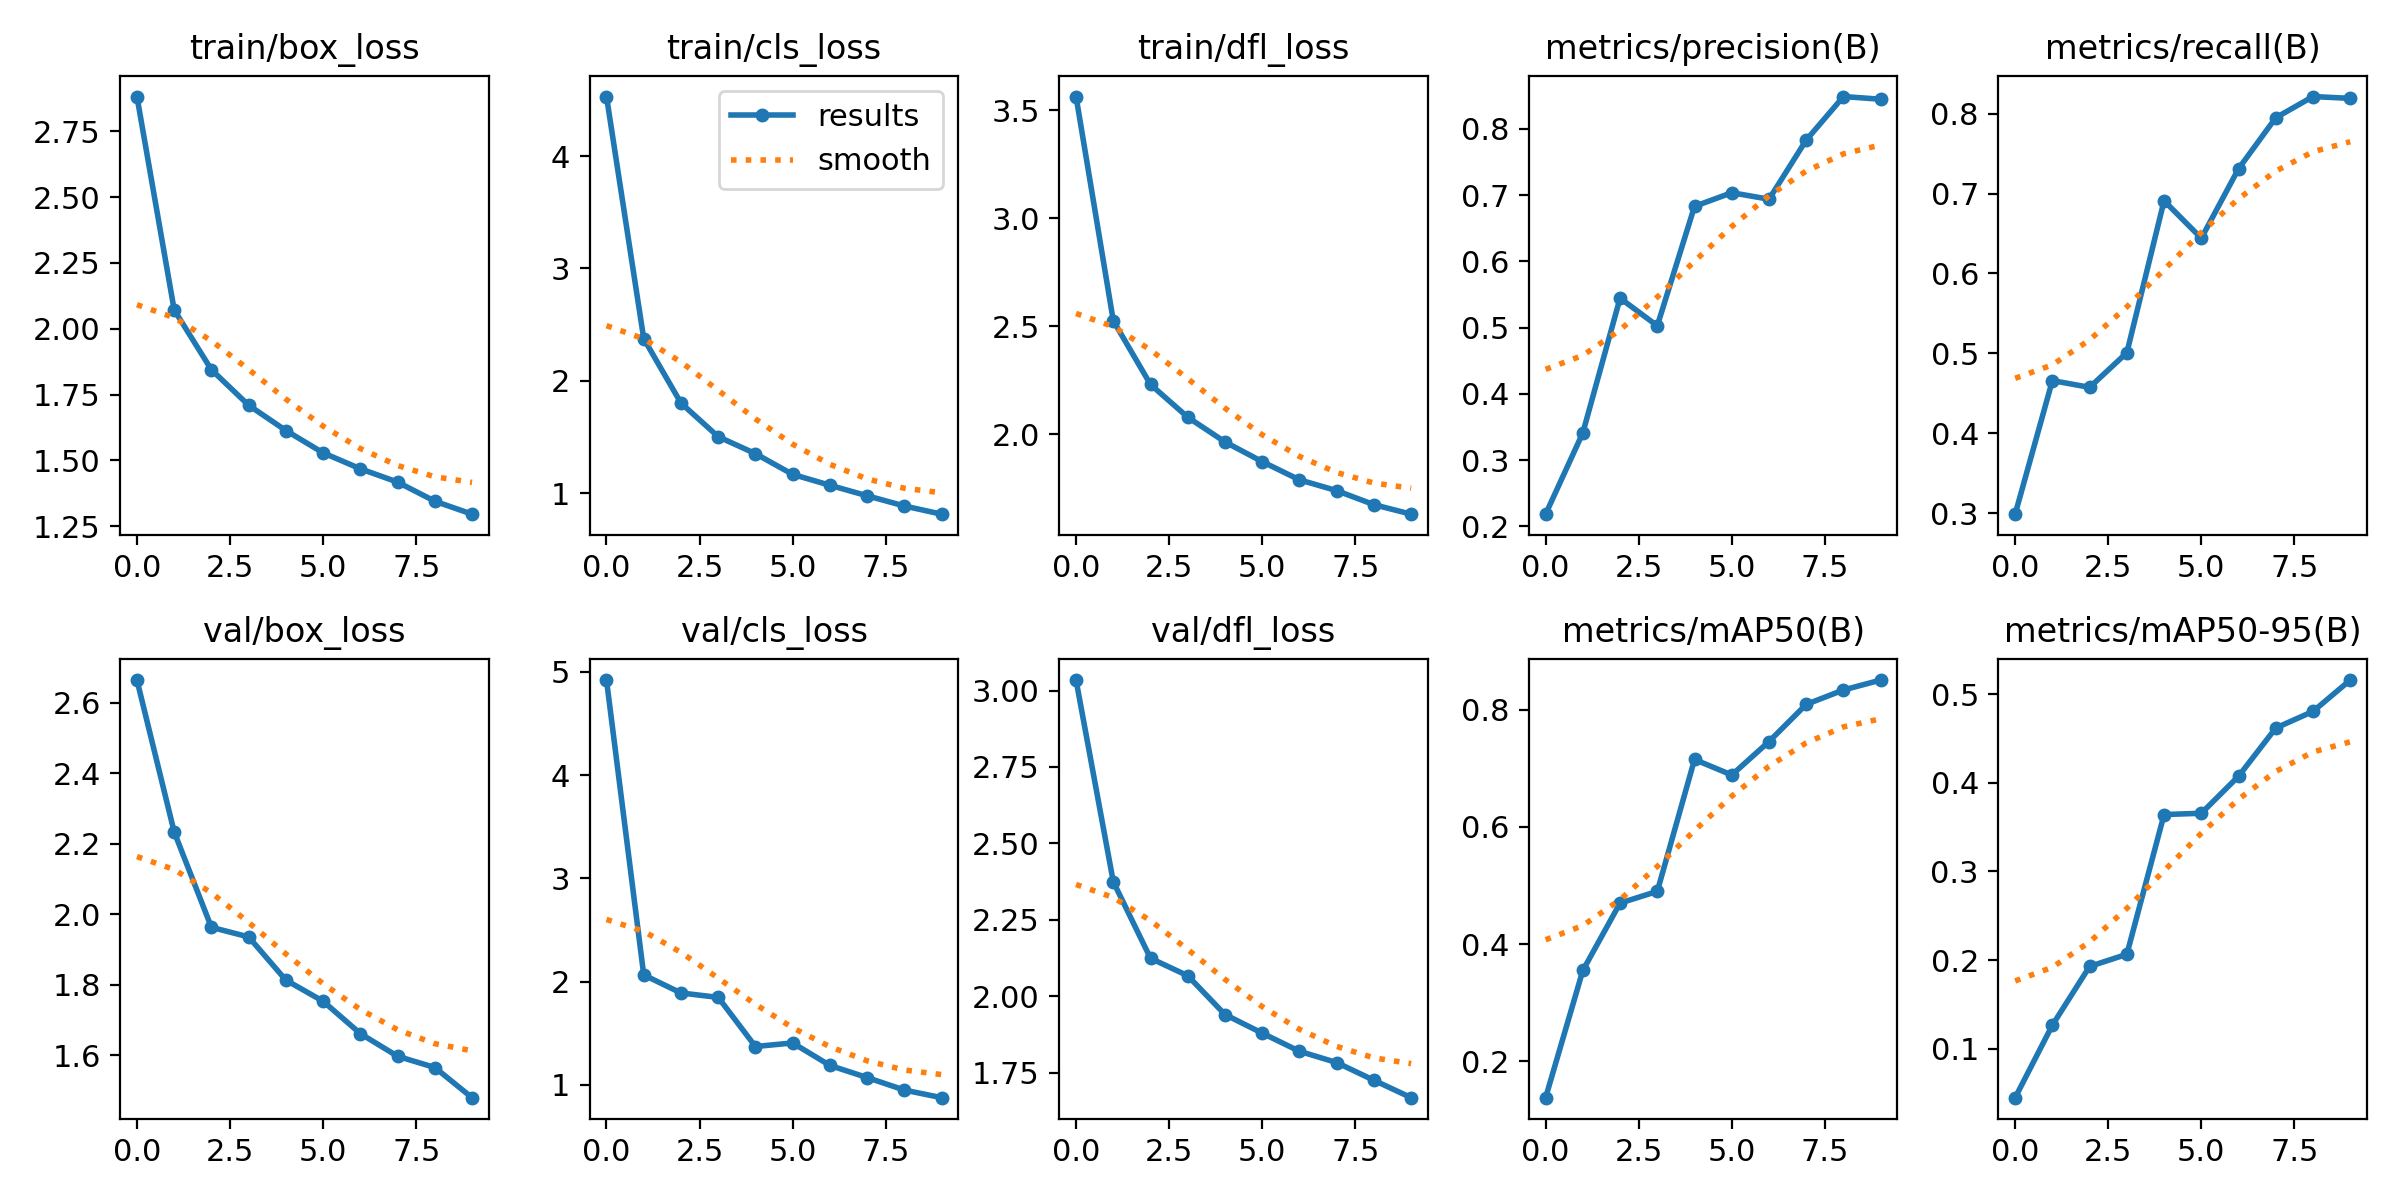 train/box_loss
2.75
2.50
2.25
2.00
1.75
1.50
1.25
0.0 2.5 5.0 7.5
train/cls_loss
results
smooth
4
3
2
1
0.0 2.5 5.0 7.5
train/dfl_loss
3.5
3.0
2.5
2.0
0.0 2.5 5.0 7.5
metrics/precision(B)
0.8
0.7
0.6
0.5
0.4
0.3
0.2
0.0 2.5 5.0 7.5
metrics/recall(B)
0.8
0.7
0.6
0.5
0.4
0.3
0.0 2.5 5.0 7.5
val/box_loss
2.6
2.4
2.2
2.0
1.8
1.6
0.0 2.5 5.0 7.5
val/cls_loss
5
4
3
2
1
0.0 2.5 5.0 7.5
val/dfl_loss
3.00
2.75
2.50
2.25
2.00
1.75
0.0 2.5 5.0 7.5
metrics/mAP50(B)
0.8
0.6
0.4
0.2
0.0 2.5 5.0 7.5
metrics/mAP50-95(B)
0.5
0.4
0.3
0.2
0.1
0.0 2.5 5.0 7.5